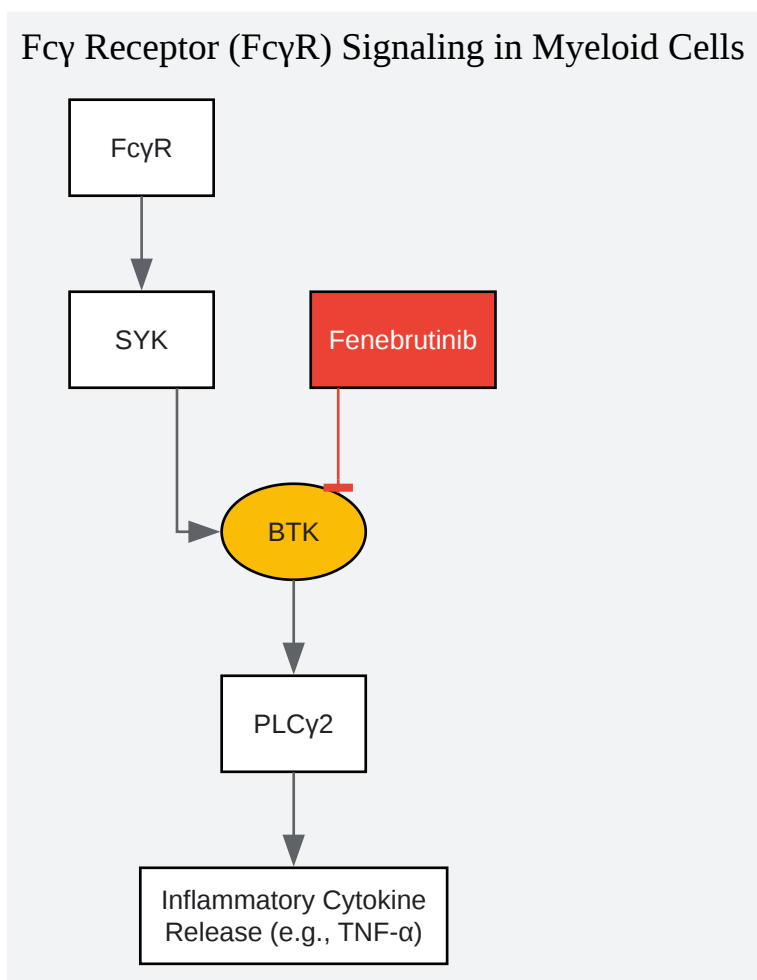 Fcγ Receptor (FcγR) Signaling in Myeloid Cells
FcγR
SYK
Fenebrutinib
BTK
PLCγ2
Inflammatory Cytokine
Release (e.g., TNF-α)